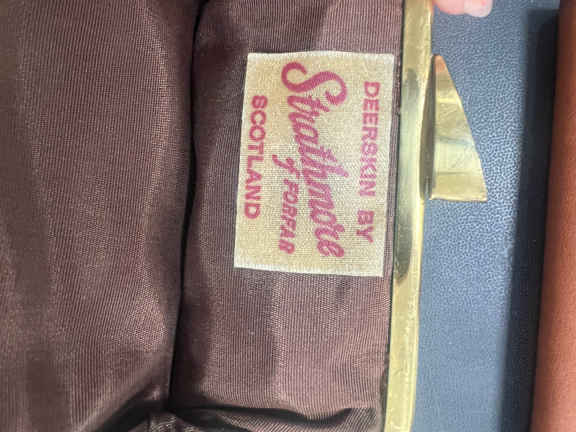 DEERSKIN BY
Strathmore
of FORFAR
SCOTLAND